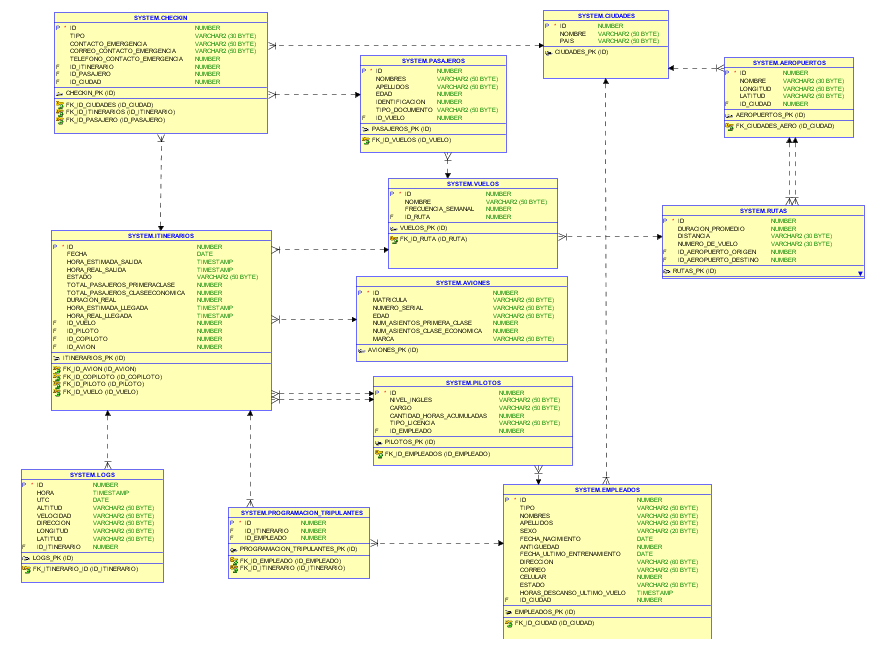 SYSTEM.CHECKIN
P * ID NUMBER
TIPO VARCHAR2 (30 BYTE)
CONTACTO_EMERGENCIA VARCHAR2 (50 BYTE)
CORREO_CONTACTO_EMERGENCIA VARCHAR2 (50 BYTE)
TELEFONO_CONTACTO_EMERGENCIA NUMBER
F ID_ITINERARIO NUMBER
F ID_PASAJERO NUMBER
F ID_CIUDAD NUMBER
CHECKIN_PK (ID)
FK_ID_CIUDADES (ID_CIUDAD)
FK_ID_ITINERARIOS (ID_ITINERARIO)
FK_ID_PASAJERO (ID_PASAJERO)
SYSTEM.CIUDADES
P * ID NUMBER
NOMBRE VARCHAR2 (50 BYTE)
PAIS VARCHAR2 (50 BYTE)
CIUDADES_PK (ID)
SYSTEM.PASAJEROS
P * ID NUMBER
NOMBRES VARCHAR2 (50 BYTE)
APELLIDOS VARCHAR2 (50 BYTE)
EDAD NUMBER
IDENTIFICACION NUMBER
TIPO_DOCUMENTO VARCHAR2 (50 BYTE)
F ID_VUELO NUMBER
PASAJEROS_PK (ID)
FK_ID_VUELOS (ID_VUELO)
SYSTEM.AEROPUERTOS
P * ID NUMBER
NOMBRE VARCHAR2 (30 BYTE)
LONGITUD VARCHAR2 (50 BYTE)
LATITUD VARCHAR2 (50 BYTE)
F ID_CIUDAD NUMBER
AEROPUERTOS_PK (ID)
FK_CIUDADES_AERO (ID_CIUDAD)
SYSTEM.VUELOS
P * ID NUMBER
NOMBRE VARCHAR2 (50 BYTE)
FRECUENCIA_SEMANAL NUMBER
F ID_RUTA NUMBER
VUELOS_PK (ID)
FK_ID_RUTA (ID_RUTA)
SYSTEM.RUTAS
P * ID NUMBER
DURACION_PROMEDIO NUMBER
DISTANCIA VARCHAR2 (30 BYTE)
NUMERO_DE_VUELO VARCHAR2 (30 BYTE)
F ID_AEROPUERTO_ORIGEN NUMBER
F ID_AEROPUERTO_DESTINO NUMBER
RUTAS_PK (ID)
SYSTEM.ITINERARIOS
P * ID NUMBER
FECHA DATE
HORA_ESTIMADA_SALIDA TIMESTAMP
HORA_REAL_SALIDA TIMESTAMP
ESTADO VARCHAR2 (50 BYTE)
TOTAL_PASAJEROS_PRIMERACLASE NUMBER
TOTAL_PASAJEROS_CLASEECONOMICA NUMBER
DURACION_REAL NUMBER
HORA_ESTIMADA_LLEGADA TIMESTAMP
HORA_REAL_LLEGADA TIMESTAMP
F ID_VUELO NUMBER
F ID_PILOTO NUMBER
F ID_COPILOTO NUMBER
F ID_AVION NUMBER
ITINERARIOS_PK (ID)
FK_ID_AVION (ID_AVION)
FK_ID_COPILOTO (ID_COPILOTO)
FK_ID_PILOTO (ID_PILOTO)
FK_ID_VUELO (ID_VUELO)
SYSTEM.AVIONES
P * ID NUMBER
MATRICULA VARCHAR2 (50 BYTE)
NUMERO_SERIAL VARCHAR2 (50 BYTE)
EDAD VARCHAR2 (50 BYTE)
NUM_ASIENTOS_PRIMERA_CLASE NUMBER
NUM_ASIENTOS_CLASE_ECONOMICA NUMBER
MARCA VARCHAR2 (50 BYTE)
AVIONES_PK (ID)
SYSTEM.PILOTOS
P * ID NUMBER
NIVEL_INGLES VARCHAR2 (50 BYTE)
CARGO VARCHAR2 (50 BYTE)
CANTIDAD_HORAS_ACUMULADAS NUMBER
TIPO_LICENCIA VARCHAR2 (50 BYTE)
F ID_EMPLEADO NUMBER
PILOTOS_PK (ID)
FK_ID_EMPLEADOS (ID_EMPLEADO)
SYSTEM.LOGS
P * ID NUMBER
HORA TIMESTAMP
UTC DATE
ALTITUD VARCHAR2 (50 BYTE)
VELOCIDAD VARCHAR2 (50 BYTE)
DIRECCION VARCHAR2 (50 BYTE)
LONGITUD VARCHAR2 (50 BYTE)
LATITUD VARCHAR2 (50 BYTE)
F ID_ITINERARIO NUMBER
LOGS_PK (ID)
FK_ITINERARIO_ID (ID_ITINERARIO)
SYSTEM.PROGRAMACION_TRIPULANTES
P * ID NUMBER
F ID_ITINERARIO NUMBER
F ID_EMPLEADO NUMBER
PROGRAMACION_TRIPULANTES_PK (ID)
FK_ID_EMPLEADO (ID_EMPLEADO)
FK_ID_ITINERARIO (ID_ITINERARIO)
SYSTEM.EMPLEADOS
P * ID NUMBER
TIPO VARCHAR2 (50 BYTE)
NOMBRES VARCHAR2 (50 BYTE)
APELLIDOS VARCHAR2 (50 BYTE)
SEXO VARCHAR2 (20 BYTE)
FECHA_NACIMIENTO DATE
ANTIGUEDAD NUMBER
FECHA_ULTIMO_ENTRENAMIENTO DATE
DIRECCION VARCHAR2 (60 BYTE)
CORREO VARCHAR2 (50 BYTE)
CELULAR NUMBER
ESTADO VARCHAR2 (50 BYTE)
HORAS_DESCANSO_ULTIMO_VUELO TIMESTAMP
F ID_CIUDAD NUMBER
EMPLEADOS_PK (ID)
FK_ID_CIUDAD (ID_CIUDAD)